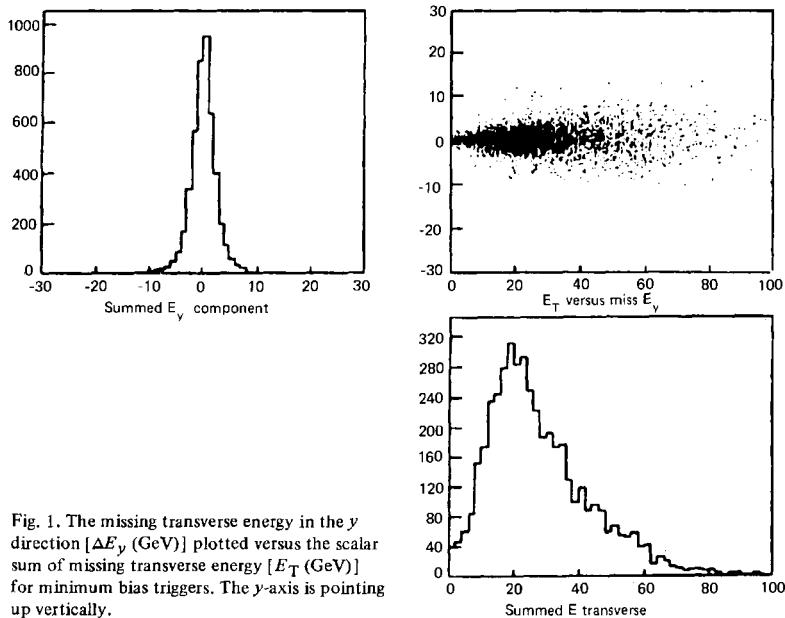 1000
800
600
400
200
0
-30 -20 -10 0 10 20 30
Summed E_y component
30
20
10
0
-10
-20
-30
0 20 40 60 80 100
E_T versus miss E_y
320
280
240
200
160
120
80
40
0
0 20 40 60 80 100
Summed E transverse
Fig. 1. The missing transverse energy in the y
direction [ΔE_y (GeV)] plotted versus the scalar
sum of missing transverse energy [E_T (GeV)]
for minimum bias triggers. The y-axis is pointing
up vertically.